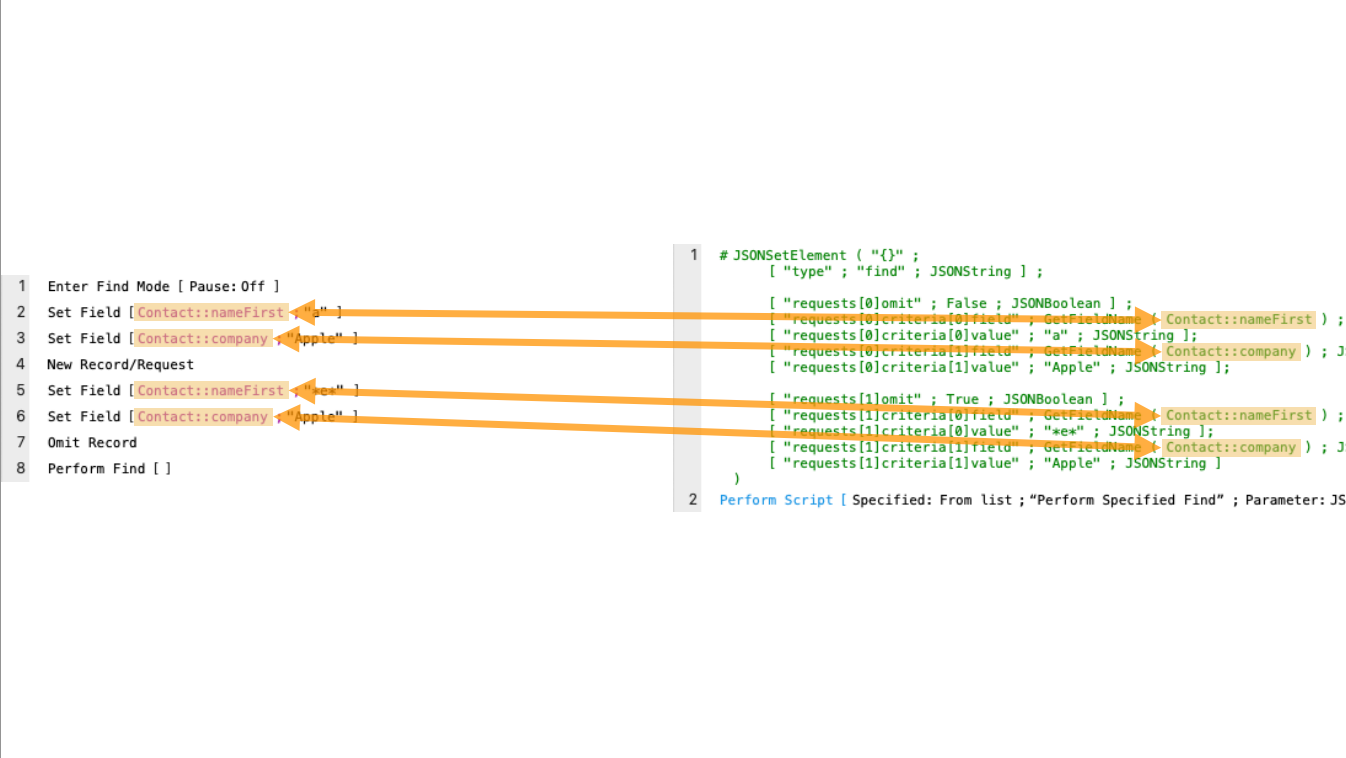 1 Enter Find Mode [ Pause: Off ]
2 Set Field [ Contact::nameFirst ; "a" ]
3 Set Field [ Contact::company ; "Apple" ]
4 New Record/Request
5 Set Field [ Contact::nameFirst ; "*e*" ]
6 Set Field [ Contact::company ; "Apple" ]
7 Omit Record
8 Perform Find [ ]
1 # JSONSetElement ( "{}" ;
[ "type" ; "find" ; JSONString ] ;
[ "requests[0]omit" ; False ; JSONBoolean ] ;
[ "requests[0]criteria[0]field" ; GetFieldName ( Contact::nameFirst ) ;
[ "requests[0]criteria[0]value" ; "a" ; JSONString ];
[ "requests[0]criteria[1]field" ; GetFieldName ( Contact::company ) ; J
[ "requests[0]criteria[1]value" ; "Apple" ; JSONString ];
[ "requests[1]omit" ; True ; JSONBoolean ] ;
[ "requests[1]criteria[0]field" ; GetFieldName ( Contact::nameFirst ) ;
[ "requests[1]criteria[0]value" ; "*e*" ; JSONString ];
[ "requests[1]criteria[1]field" ; GetFieldName ( Contact::company ) ; J
[ "requests[1]criteria[1]value" ; "Apple" ; JSONString ]
)
2 Perform Script [ Specified: From list ; “Perform Specified Find” ; Parameter: JS